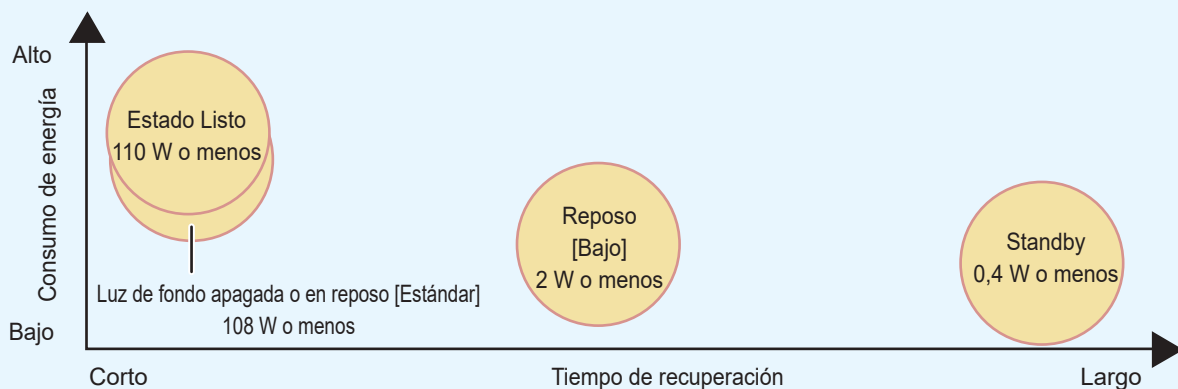 Alto
Consumo de energía
Estado Listo
110 W o menos
Luz de fondo apagada o en reposo [Estándar]
108 W o menos
Reposo
[Bajo]
2 W o menos
Standby
0,4 W o menos
Bajo
Corto
Tiempo de recuperación
Largo